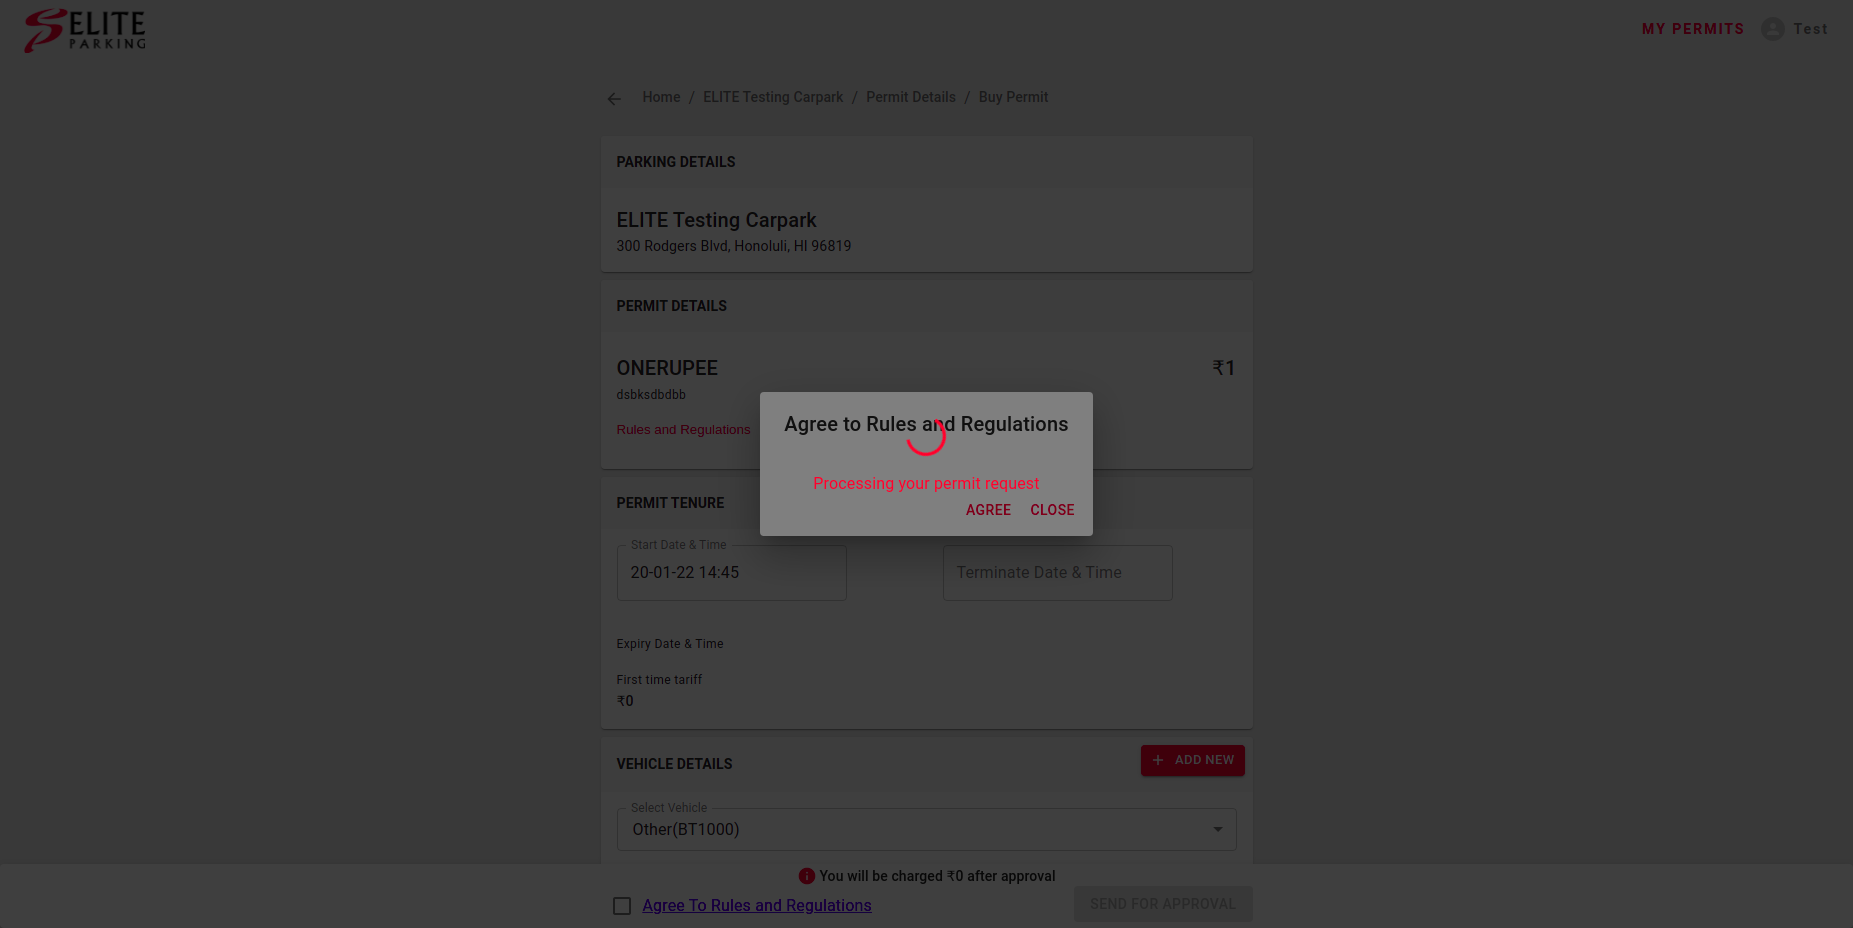 ELITE
PARKING
MY PERMITS Test
Home / ELITE Testing Carpark / Permit Details / Buy Permit
PARKING DETAILS
ELITE Testing Carpark
300 Rodgers Blvd, Honoluli, HI 96819
PERMIT DETAILS
ONERUPEE ₹1
dsbksdbdbb
Rules and Regulations
Agree to Rules and Regulations
Processing your permit request
AGREE CLOSE
PERMIT TENURE
Start Date & Time
20-01-22 14:45 Terminate Date & Time
Expiry Date & Time
First time tariff
₹0
VEHICLE DETAILS + ADD NEW
Select Vehicle
Other(BT1000)
You will be charged ₹0 after approval
Agree To Rules and Regulations SEND FOR APPROVAL